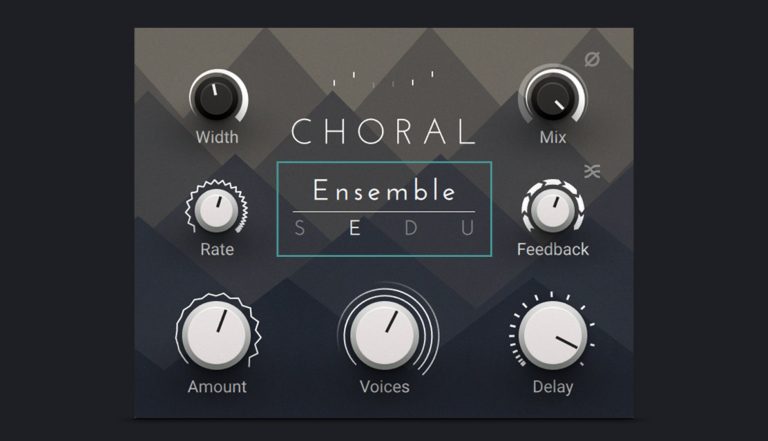 Ø
CHORAL
Width
Mix
Ensemble
S E D U
Rate
Feedback
Amount
Voices
Delay